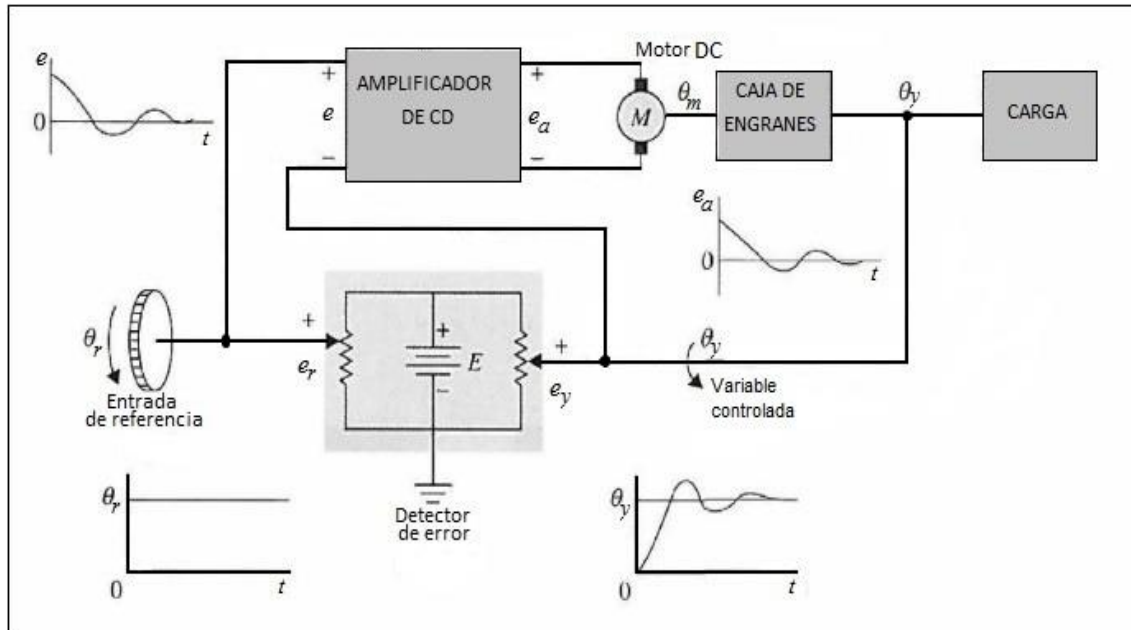 Motor DC
e
0
t
+
e
−
AMPLIFICADOR
DE CD
+
e_a
−
M
θ_m
CAJA DE
ENGRANES
θ_y
CARGA
e_a
0
t
θ_r
Entrada
de referencia
+
e_r
+
E
−
+
e_y
θ_y
Variable
controlada
Detector
de error
θ_r
0
t
θ_y
0
t